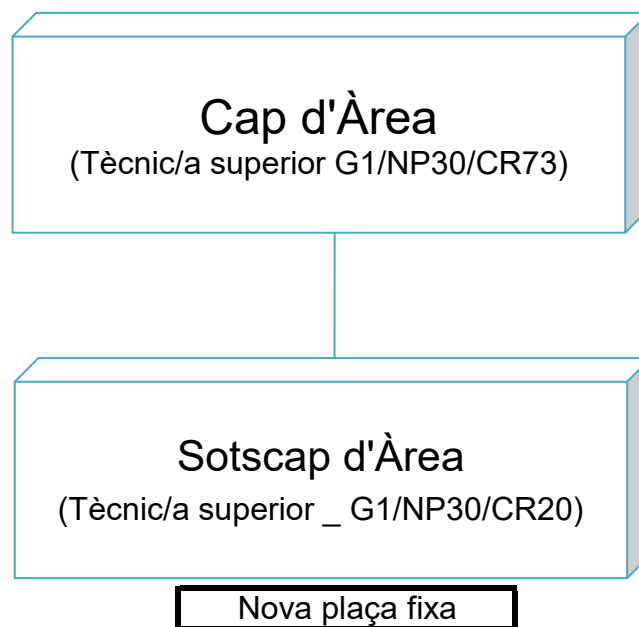 Cap d'Àrea
(Tècnic/a superior G1/NP30/CR73)
Sotscap d'Àrea
(Tècnic/a superior _ G1/NP30/CR20)
Nova plaça fixa